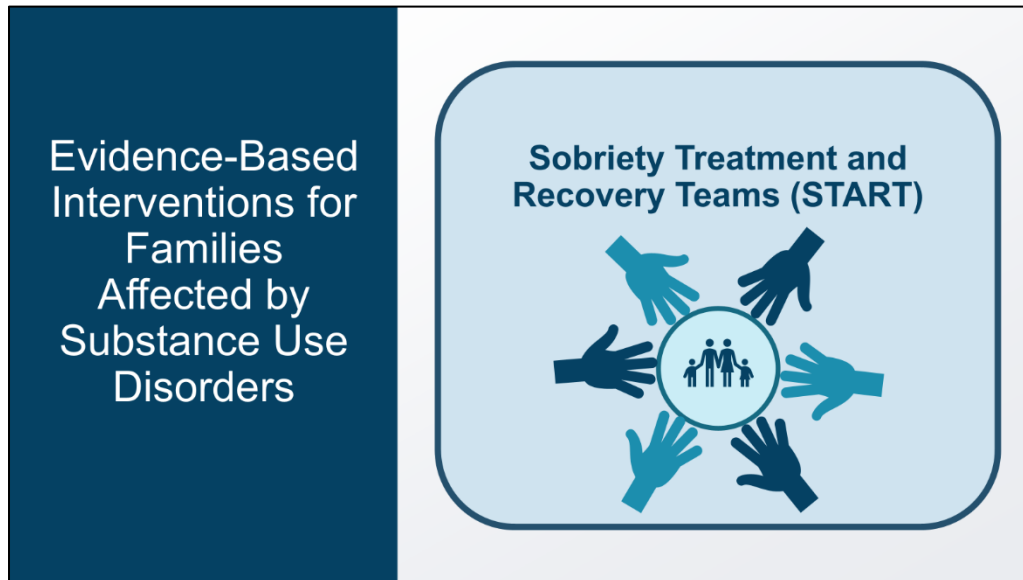 Evidence-Based
Interventions for
Families
Affected by
Substance Use
Disorders
Sobriety Treatment and
Recovery Teams (START)